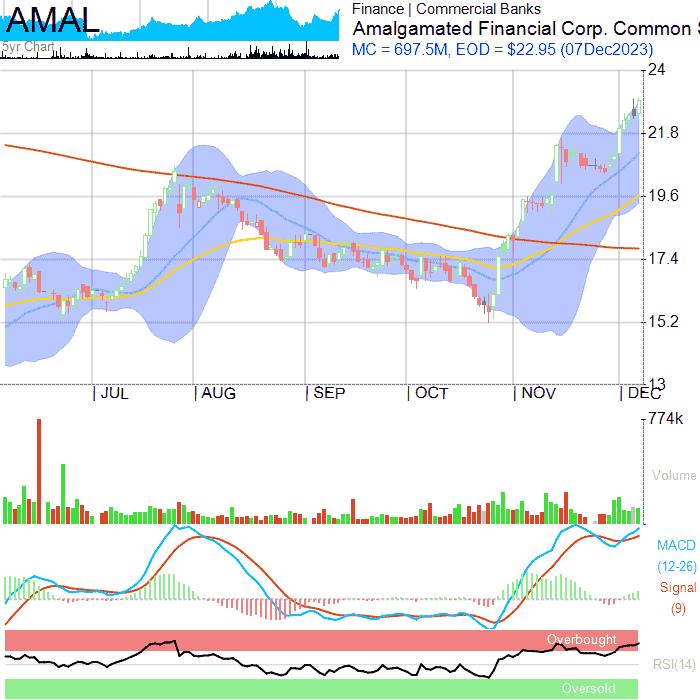 AMAL
5yr Chart
Finance | Commercial Banks
Amalgamated Financial Corp. Common S
MC = 697.5M, EOD = $22.95 (07Dec2023)
24
21.8
19.6
17.4
15.2
13
JUL AUG SEP OCT NOV DEC
774k
Volume
MACD
(12-26)
Signal
(9)
Overbought
RSI(14)
Oversold